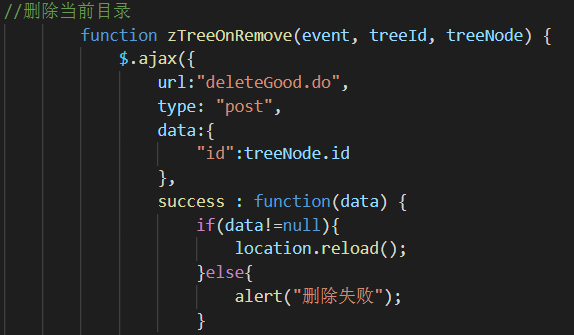 //删除当前目录
function zTreeOnRemove(event, treeId, treeNode) {
$.ajax({
url:"deleteGood.do",
type: "post",
data:{
"id":treeNode.id
},
success : function(data) {
if(data!=null){
location.reload();
}else{
alert("删除失败");
}